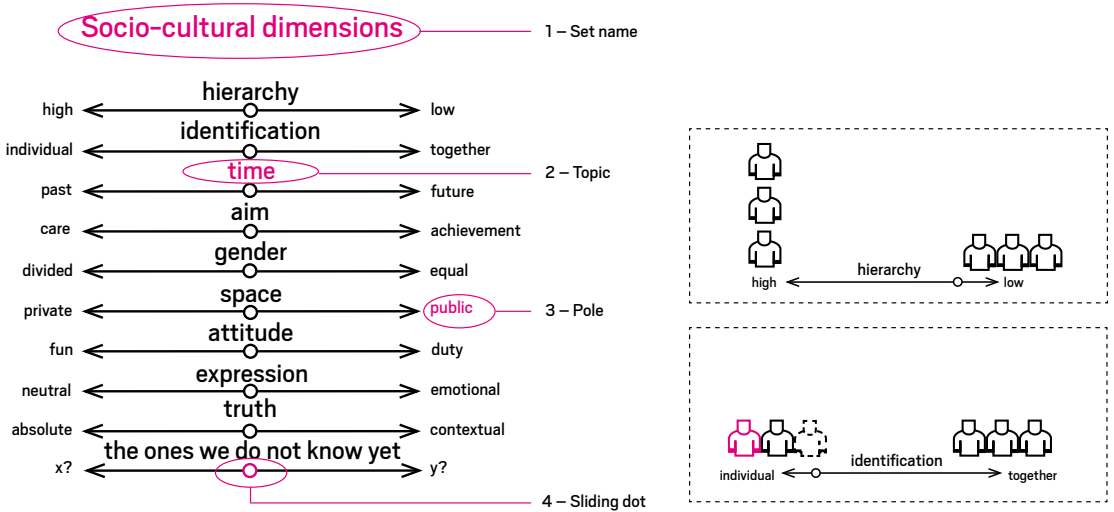 Socio-cultural dimensions
1 – Set name
hierarchy
high
low
identification
individual
together
time
2 – Topic
past
future
aim
care
achievement
gender
divided
equal
space
private
public
3 – Pole
attitude
fun
duty
expression
neutral
emotional
truth
absolute
contextual
the ones we do not know yet
x?
y?
4 – Sliding dot
hierarchy
high
low
identification
individual
together